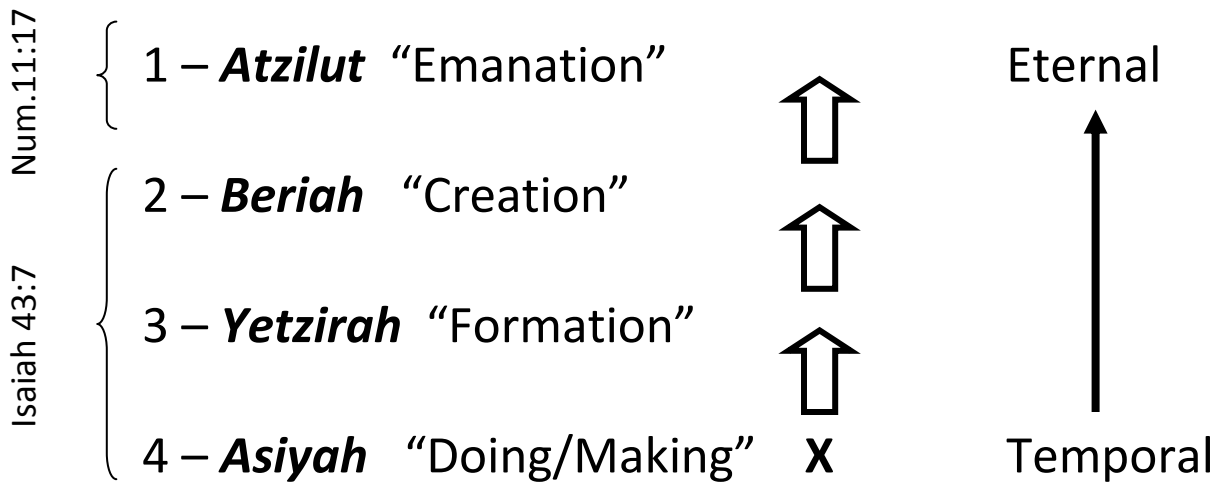 Num.11:17
1 – Atzilut “Emanation”
Eternal
2 – Beriah “Creation”
Isaiah 43:7
3 – Yetzirah “Formation”
4 – Asiyah “Doing/Making” X
Temporal